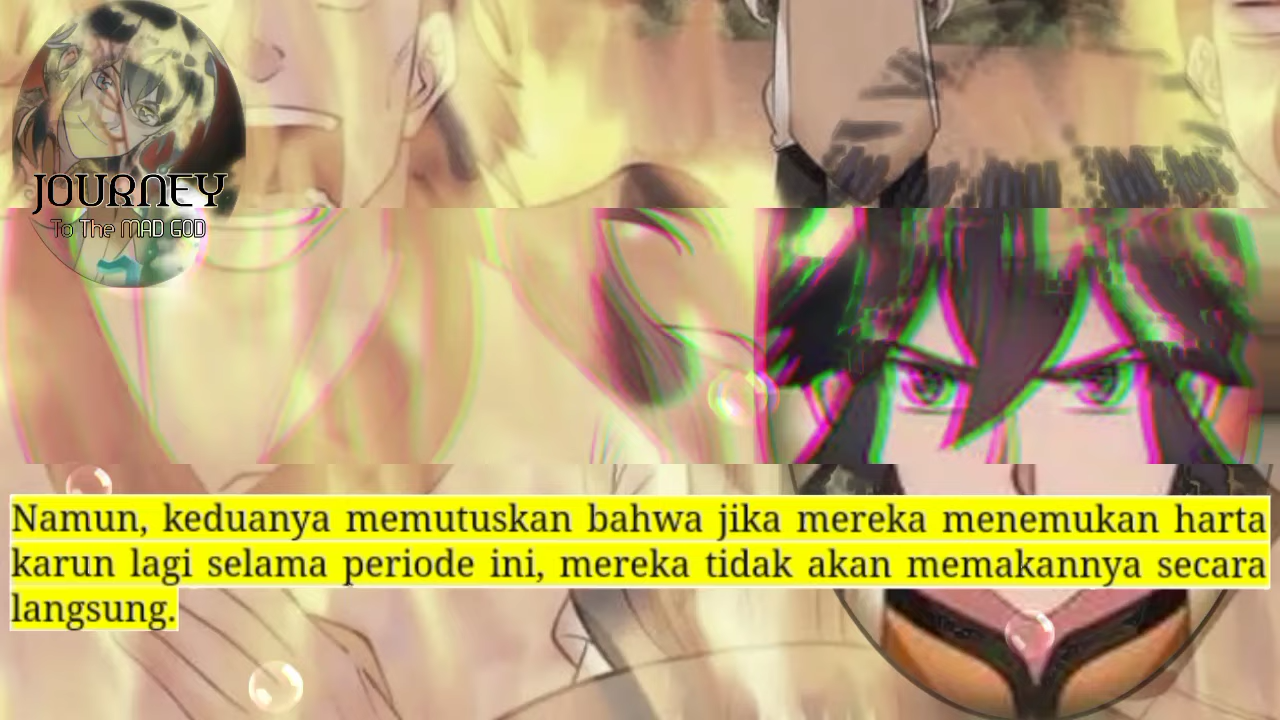 JOURNEY
To The MAD GOD
Namun, keduanya memutuskan bahwa jika mereka menemukan harta
karun lagi selama periode ini, mereka tidak akan memakannya secara
langsung.